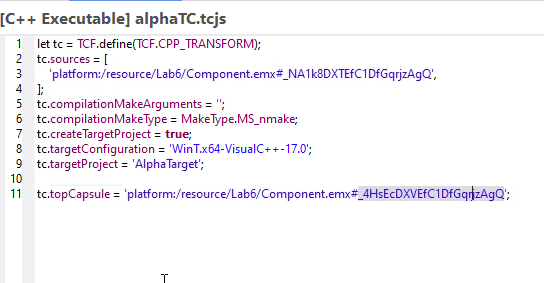 [C++ Executable] alphaTC.tcjs
1 let tc = TCF.define(TCF.CPP_TRANSFORM);
2 tc.sources = [
3 'platform:/resource/Lab6/Component.emx#_NA1k8DXTEfC1DfGqrjzAgQ',
4 ];
5 tc.compilationMakeArguments = '';
6 tc.compilationMakeType = MakeType.MS_nmake;
7 tc.createTargetProject = true;
8 tc.targetConfiguration = 'WinT.x64-VisualC++-17.0';
9 tc.targetProject = 'AlphaTarget';
10
11 tc.topCapsule = 'platform:/resource/Lab6/Component.emx#_4HsEcDXVEfC1DfGqrjzAgQ';